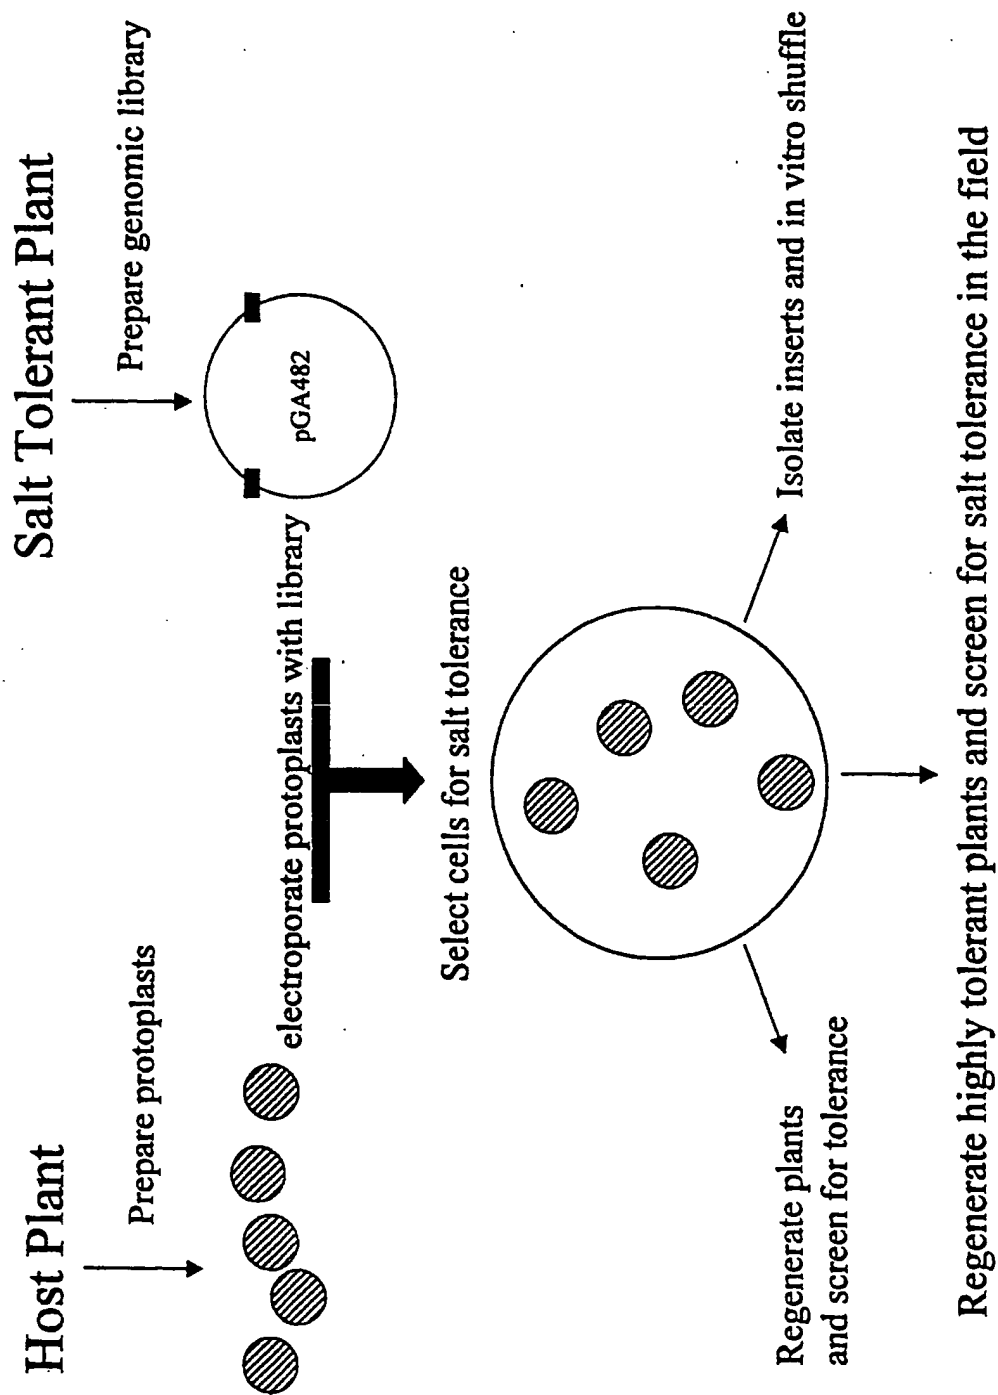 Host Plant
Salt Tolerant Plant
Prepare protoplasts
Prepare genomic library
pGA482
electroporate protoplasts with library
Select cells for salt tolerance
Regenerate plants
and screen for tolerance
Isolate inserts and in vitro shuffle
Regenerate highly tolerant plants and screen for salt tolerance in the field